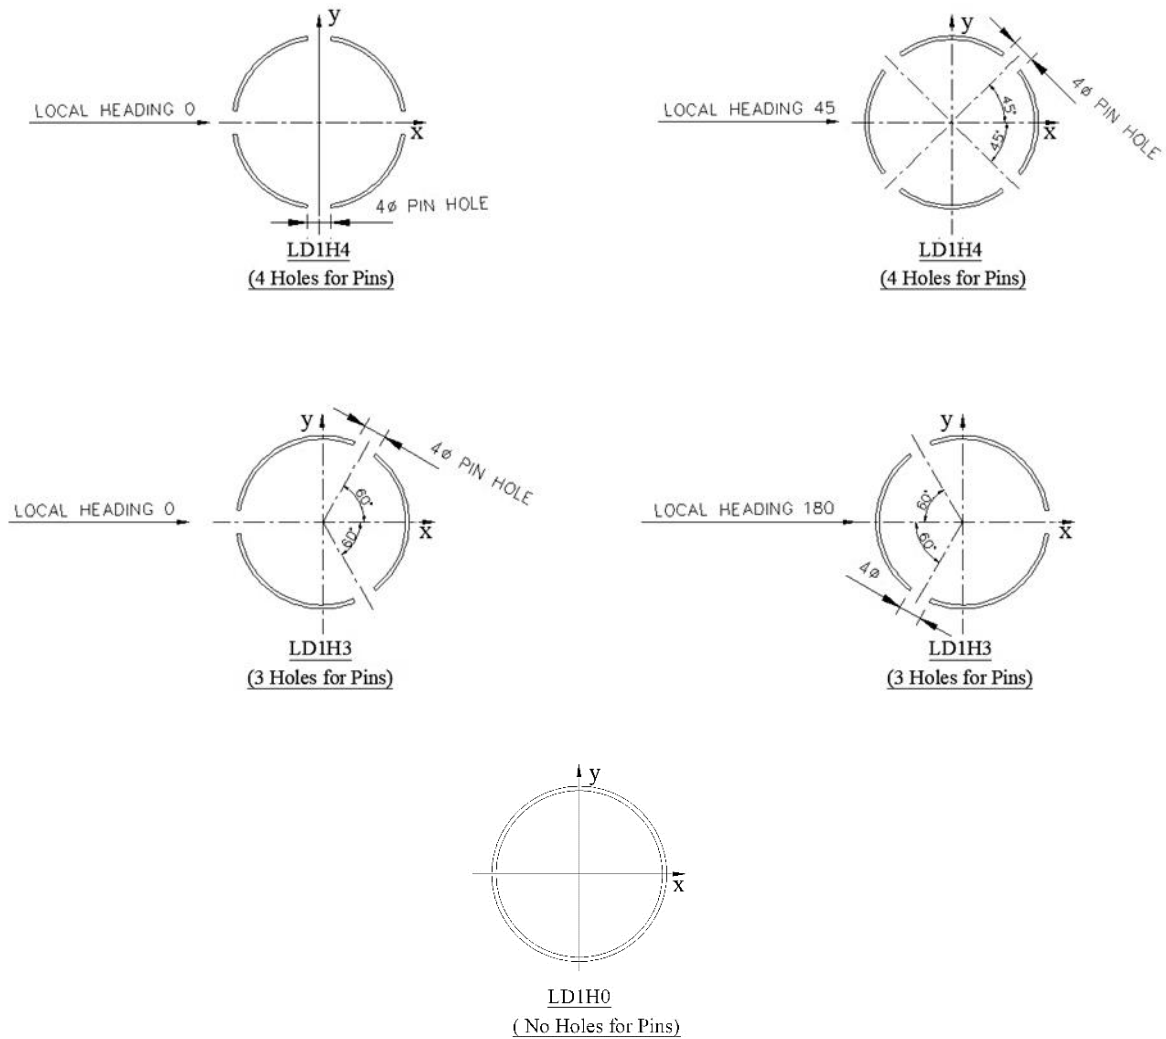 y
LOCAL HEADING 0
x
4ø PIN HOLE
LD1H4
(4 Holes for Pins)
y
4ø PIN HOLE
LOCAL HEADING 45
45°
45°
x
LD1H4
(4 Holes for Pins)
y
4ø PIN HOLE
60°
LOCAL HEADING 0
60°
x
LD1H3
(3 Holes for Pins)
y
60°
LOCAL HEADING 180
60°
x
4ø
LD1H3
(3 Holes for Pins)
y
x
LD1H0
( No Holes for Pins)